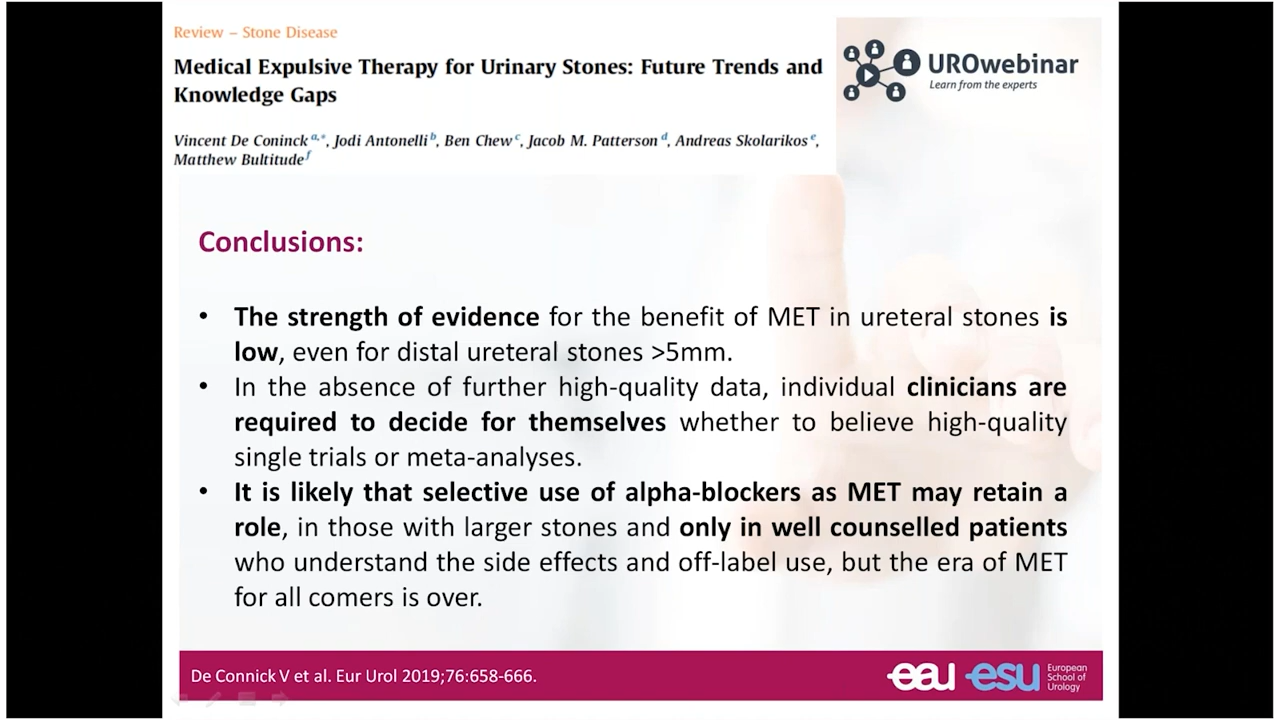 Review – Stone Disease
Medical Expulsive Therapy for Urinary Stones: Future Trends and
Knowledge Gaps
Vincent De Coninck a,*, Jodi Antonelli b, Ben Chew c, Jacob M. Patterson d, Andreas Skolarikos e,
Matthew Bultitude f
UROwebinar
Learn from the experts
Conclusions:
• The strength of evidence for the benefit of MET in ureteral stones is
low, even for distal ureteral stones >5mm.
• In the absence of further high-quality data, individual clinicians are
required to decide for themselves whether to believe high-quality
single trials or meta-analyses.
• It is likely that selective use of alpha-blockers as MET may retain a
role, in those with larger stones and only in well counselled patients
who understand the side effects and off-label use, but the era of MET
for all comers is over.
De Connick V et al. Eur Urol 2019;76:658-666.
eau esu
European
School of
Urology